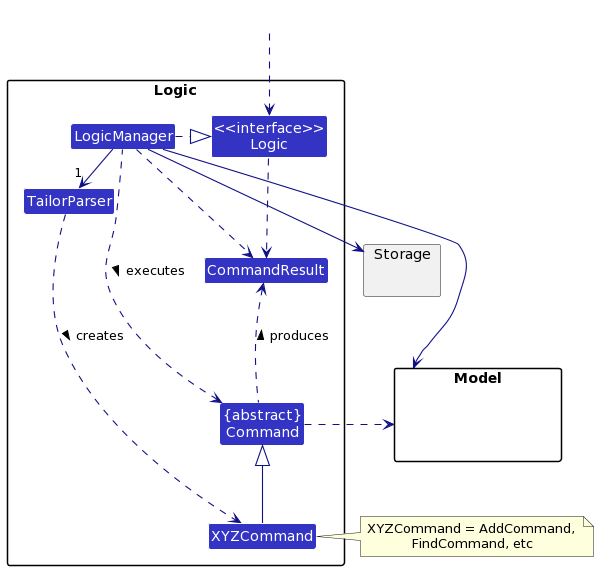 Logic
LogicManager
<<interface>>
Logic
1
TailorParser
Storage
executes
CommandResult
creates
produces
Model
{abstract}
Command
XYZCommand
XYZCommand = AddCommand,
FindCommand, etc